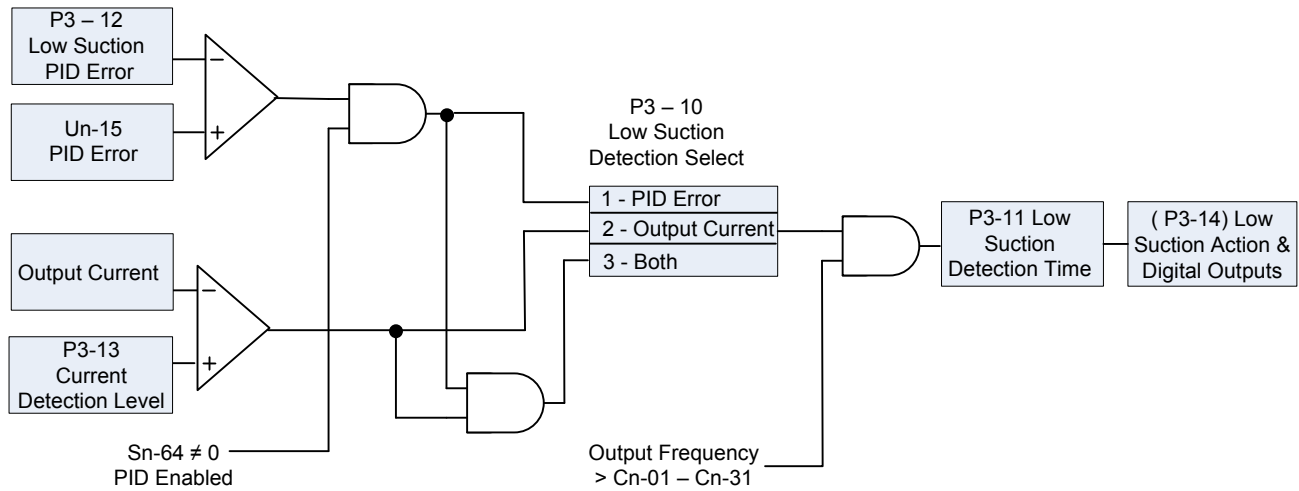 P3 – 12
Low Suction
PID Error
−
Un-15
PID Error
+
Output Current
−
P3-13
Current
Detection Level
+
Sn-64 ≠ 0
PID Enabled
P3 – 10
Low Suction
Detection Select
1 - PID Error
2 - Output Current
3 - Both
Output Frequency
> Cn-01 – Cn-31
P3-11 Low
Suction
Detection Time
( P3-14) Low
Suction Action &
Digital Outputs